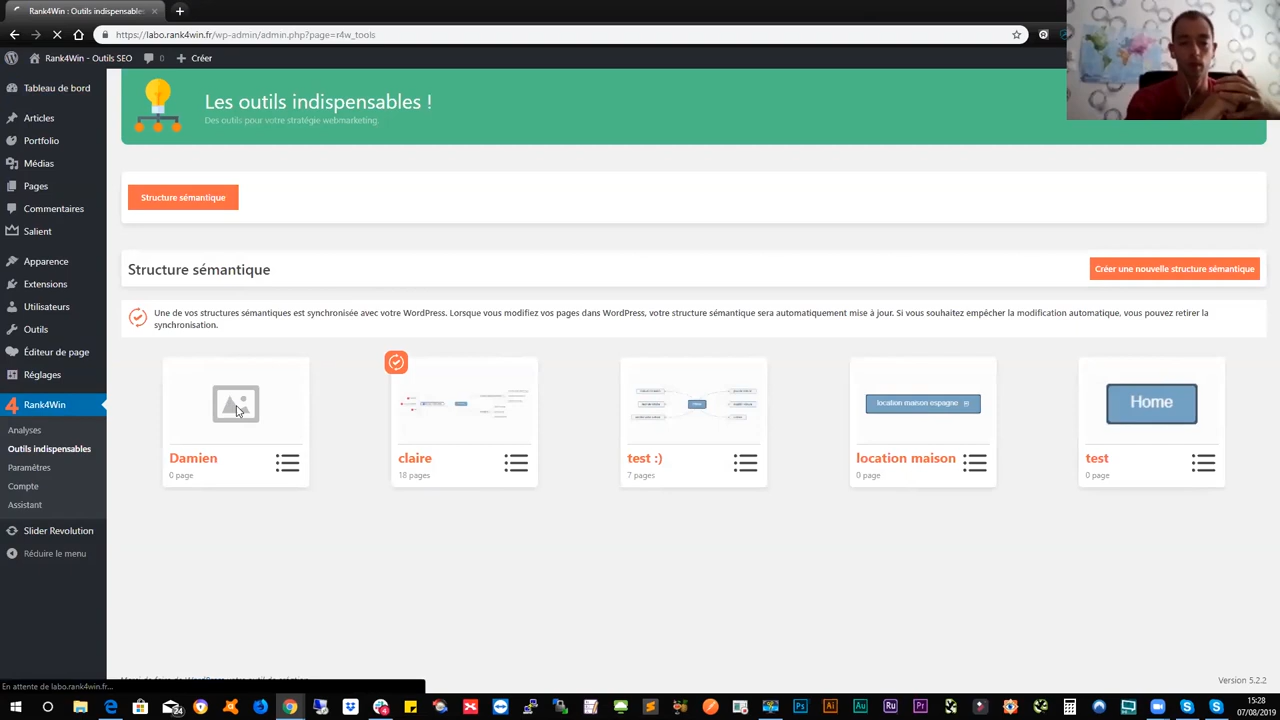 Rank4Win - Outils indispensables
https://labo.rank4win.fr/wp-admin/admin.php?page=r4w_tools
Rank4Win – Outils SEO
0
Créer
Tableau de bord
Articles
Portfolio
Médias
Pages
Commentaires
Salient
Apparence
Extensions
Utilisateurs
Outils
Éditeur de page
Réglages
Rank4Win
Analyses
Outils indispensables
Paramètres
Compte
Assistant
Slider Revolution
Réduire le menu
Les outils indispensables !
Des outils pour votre stratégie webmarketing.
Structure sémantique
Structure sémantique
Créer une nouvelle structure sémantique
Une de vos structures sémantiques est synchronisée avec votre WordPress. Lorsque vous modifiez vos pages dans WordPress, votre structure sémantique sera automatiquement mise à jour. Si vous souhaitez empêcher la modification automatique, vous pouvez retirer la
synchronisation.
Damien
0 page
claire
18 pages
test :)
7 pages
location maison espagne
location maison
0 page
Home
test
0 page
Version 5.2.2
En attente de labo.rank4win.fr...
15:28
07/08/2019